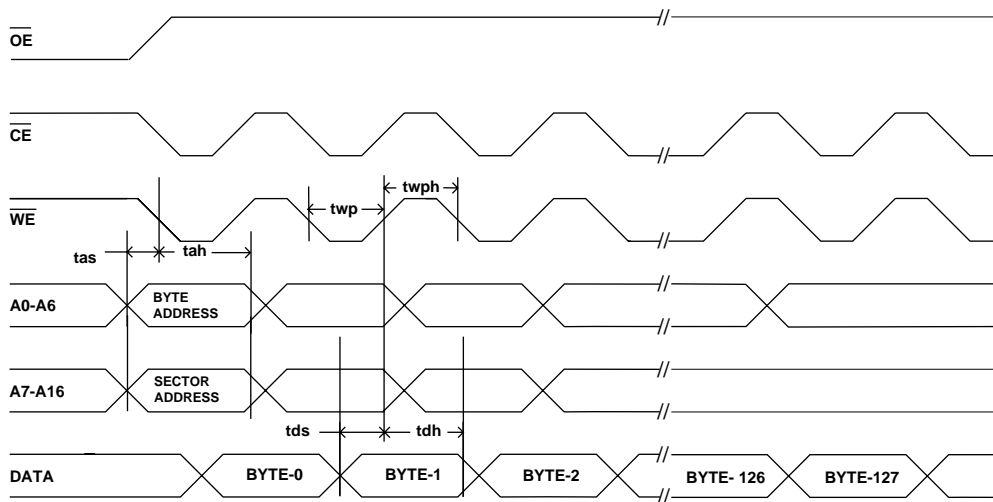 OE
CE
twph
twp
WE
tas
tah
A0-A6
BYTE
ADDRESS
A7-A16
SECTOR
ADDRESS
tds
tdh
DATA
BYTE-0
BYTE-1
BYTE-2
BYTE- 126
BYTE-127